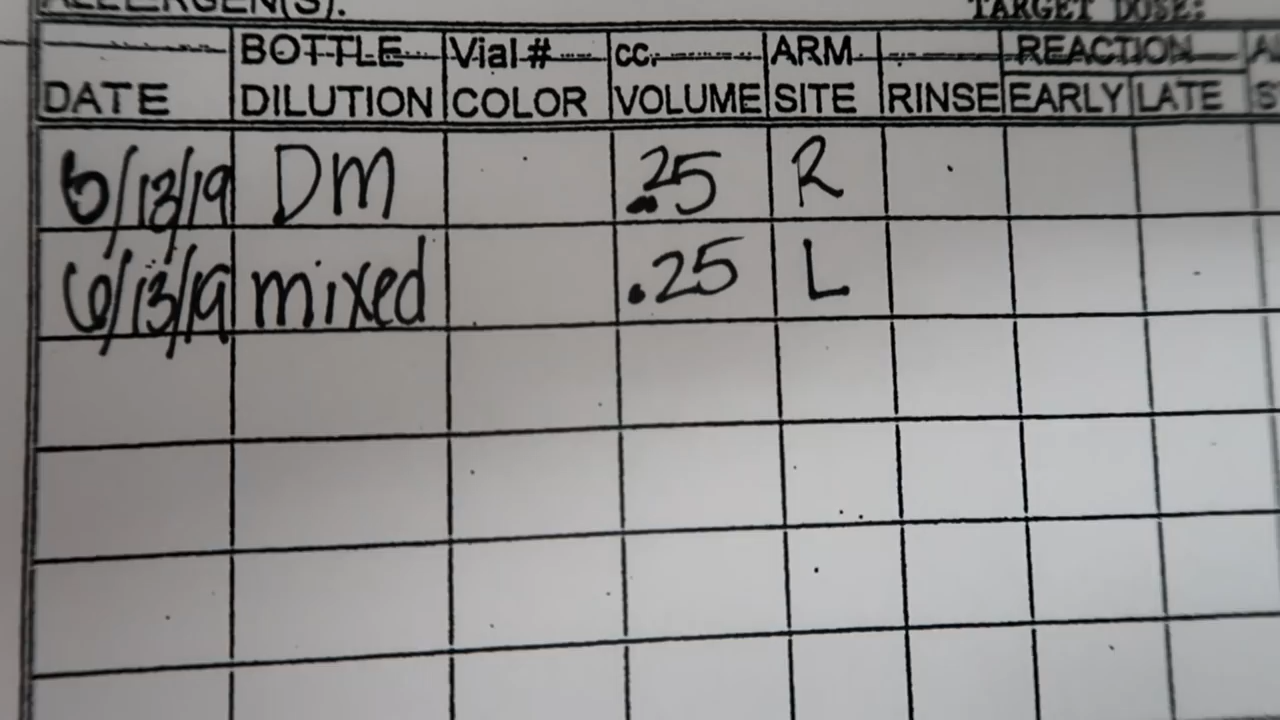 ALLERGEN(S): TARGET DOSE:
BOTTLE Vial # cc. ARM REACTION
DATE DILUTION COLOR VOLUME SITE RINSE EARLY LATE
6/13/19 DM .25 R
6/13/19 mixed .25 L